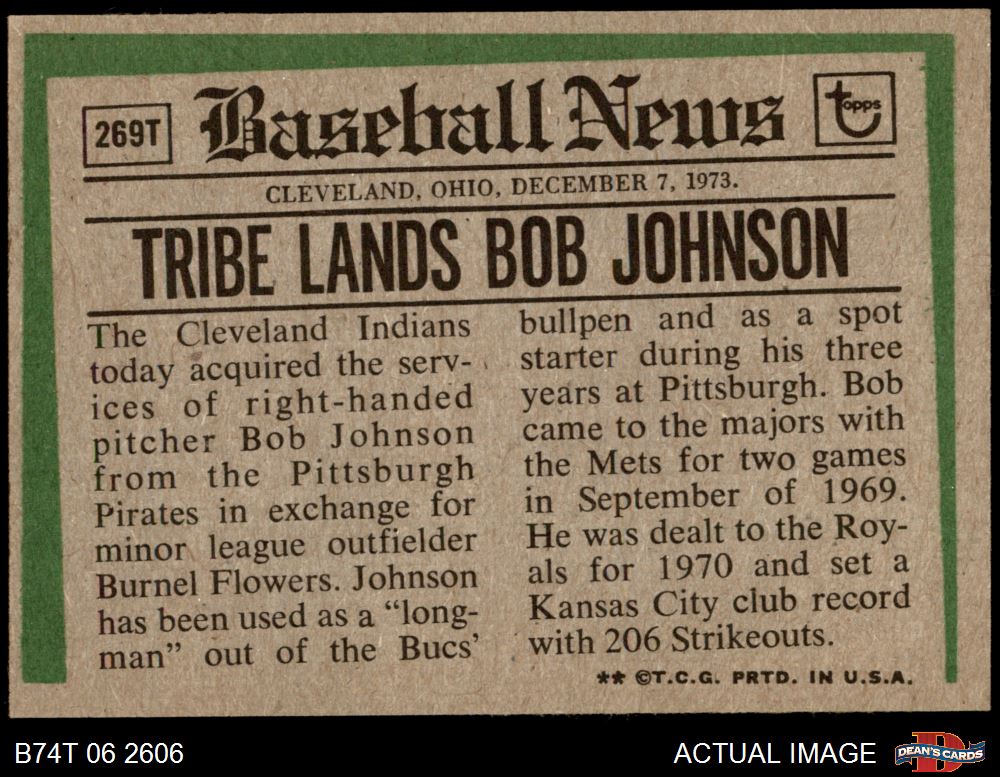 269T
Baseball News
topps
CLEVELAND, OHIO, DECEMBER 7, 1973.
TRIBE LANDS BOB JOHNSON
The Cleveland Indians
today acquired the serv-
ices of right-handed
pitcher Bob Johnson
from the Pittsburgh
Pirates in exchange for
minor league outfielder
Burnel Flowers. Johnson
has been used as a “long-
man” out of the Bucs’
bullpen and as a spot
starter during his three
years at Pittsburgh. Bob
came to the majors with
the Mets for two games
in September of 1969.
He was dealt to the Roy-
als for 1970 and set a
Kansas City club record
with 206 Strikeouts.
** ©T.C.G. PRTD. IN U.S.A.
B74T 06 2606
ACTUAL IMAGE
DEAN'S CARDS